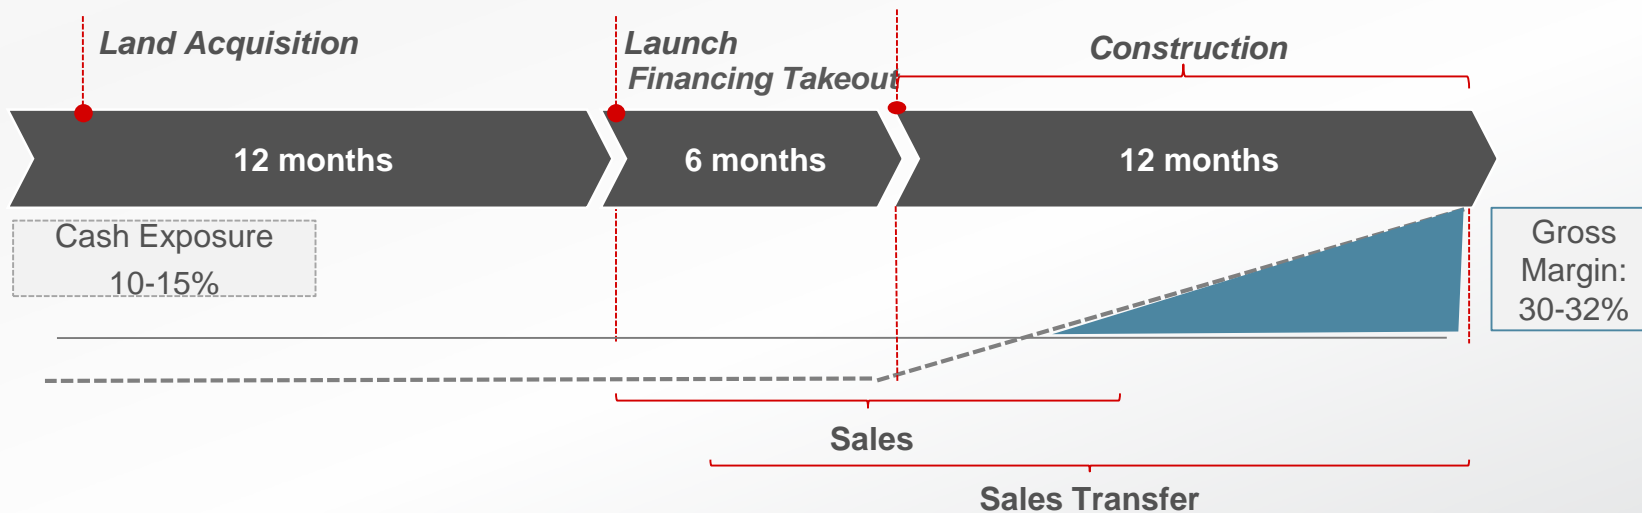 Land Acquisition
Launch
Financing Takeout
Construction
12 months
6 months
12 months
Cash Exposure
10-15%
Gross
Margin:
30-32%
Sales
Sales Transfer